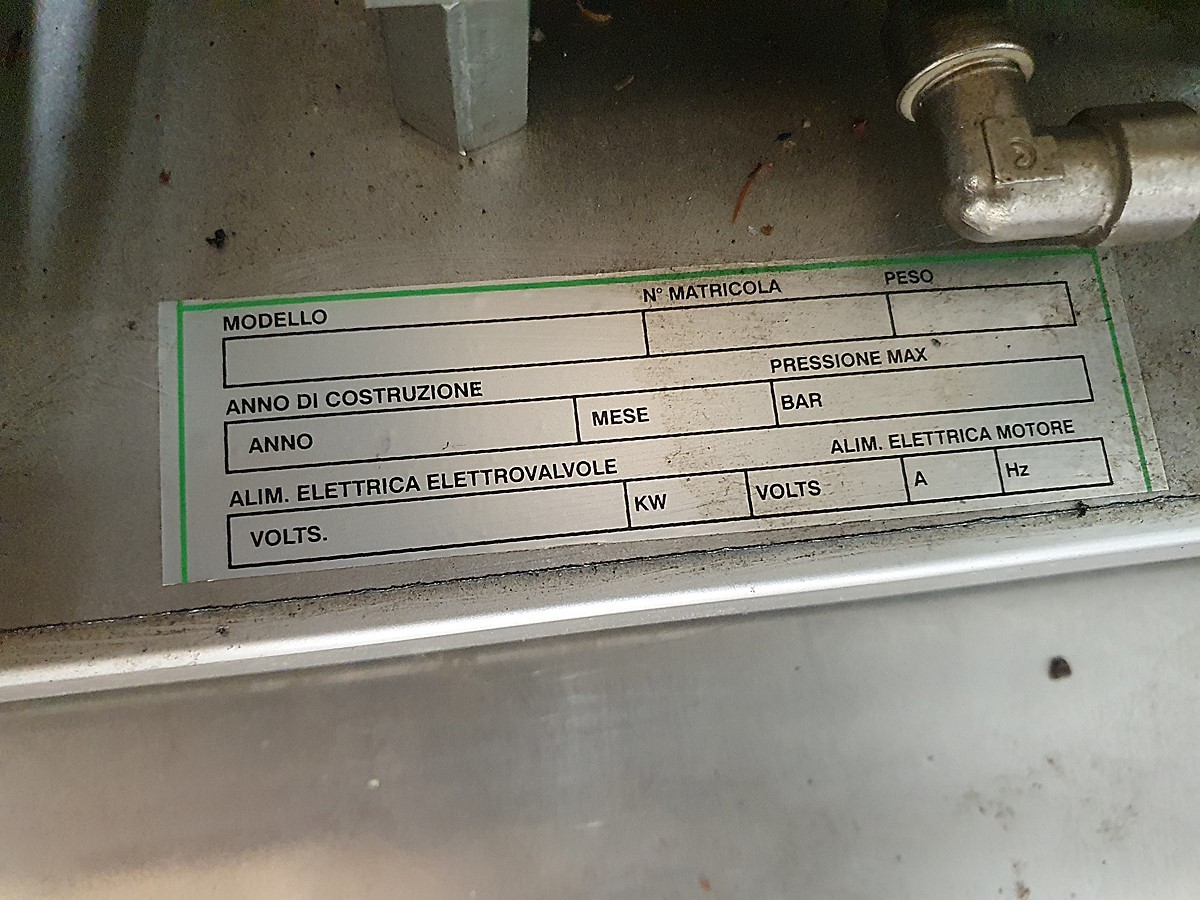 MODELLO N° MATRICOLA PESO
ANNO DI COSTRUZIONE PRESSIONE MAX
ANNO MESE BAR
ALIM. ELETTRICA ELETTROVALVOLE ALIM. ELETTRICA MOTORE
VOLTS. KW VOLTS A Hz